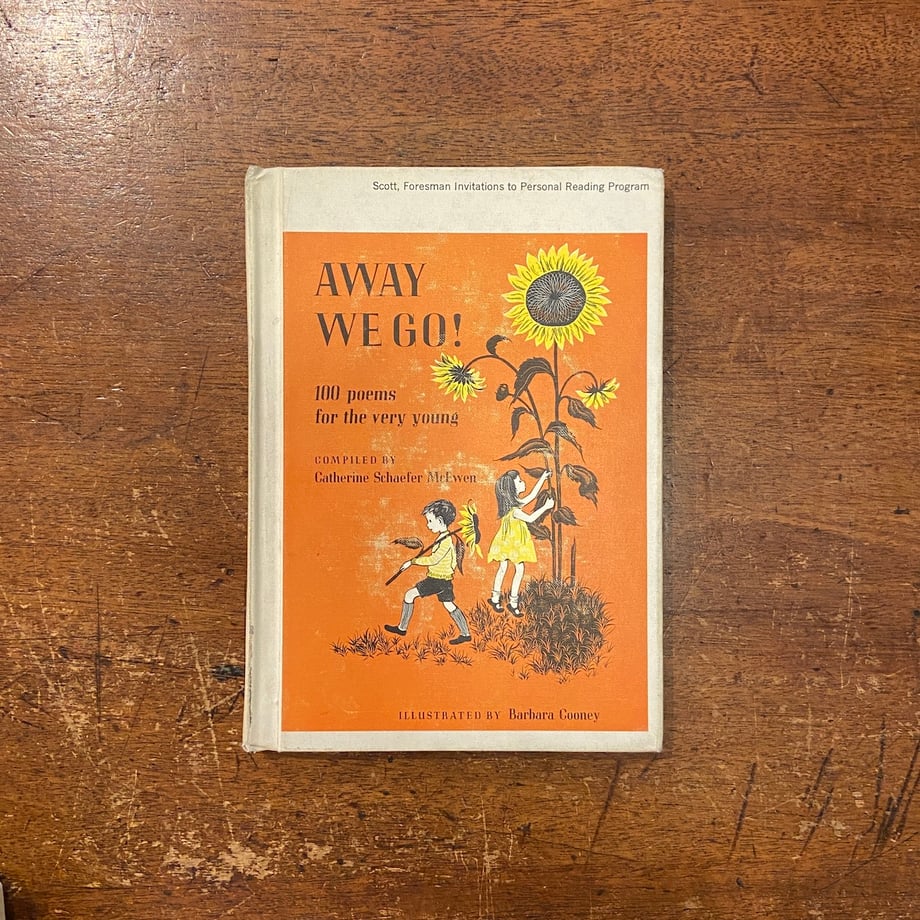 Scott, Foresman Invitations to Personal Reading Program
AWAY
WE GO!
100 poems
for the very young
COMPILED BY
Catherine Schaefer McEwen
ILLUSTRATED BY Barbara Cooney